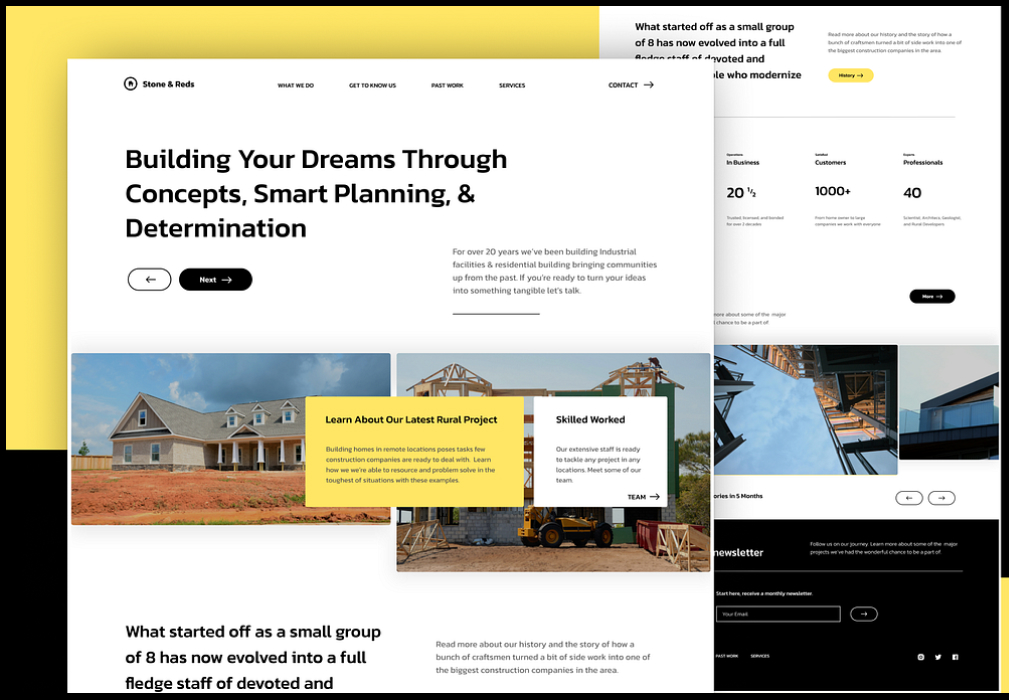 Stone & Reds
WHAT WE DO
GET TO KNOW US
PAST WORK
SERVICES
CONTACT
Building Your Dreams Through
Concepts, Smart Planning, &
Determination
Next
For over 20 years we've been building Industrial
facilities & residential building bringing communities
up from the past. If you're ready to turn your ideas
into something tangible let's talk.
Learn About Our Latest Rural Project
Building homes in remote locations poses tasks few
construction companies are ready to deal with. Learn
how we we're able to resource and problem solve in the
toughest of situations with these examples.
Skilled Worked
Our extensive staff is ready
to tackle any project in any
locations. Meet some of our
team.
TEAM
What started off as a small group
of 8 has now evolved into a full
fledge staff of devoted and
Read more about our history and the story of how a
bunch of craftsmen turned a bit of side work into one of
the biggest construction companies in the area.
What started off as a small group
of 8 has now evolved into a full
fledge staff of devoted and
who modernize
Read more about our history and the story of how a
bunch of craftsmen turned a bit of side work into one of
the biggest construction companies in the area.
History
Operations
In Business
20 ½
Trusted, licensed, and bonded
for over 2 decades
Satisfied
Customers
1000+
From home owner to large
companies we work with everyone
Experts
Professionals
40
Scientist, Architects, Geologist,
and Rural Developers
More
more about some of the major
chance to be a part of
in 5 Months
newsletter
Follow us on our journey. Learn more about some of the major
projects we've had the wonderful chance to be a part of.
Start here, receive a monthly newsletter.
Your Email
PAST WORK
SERVICES